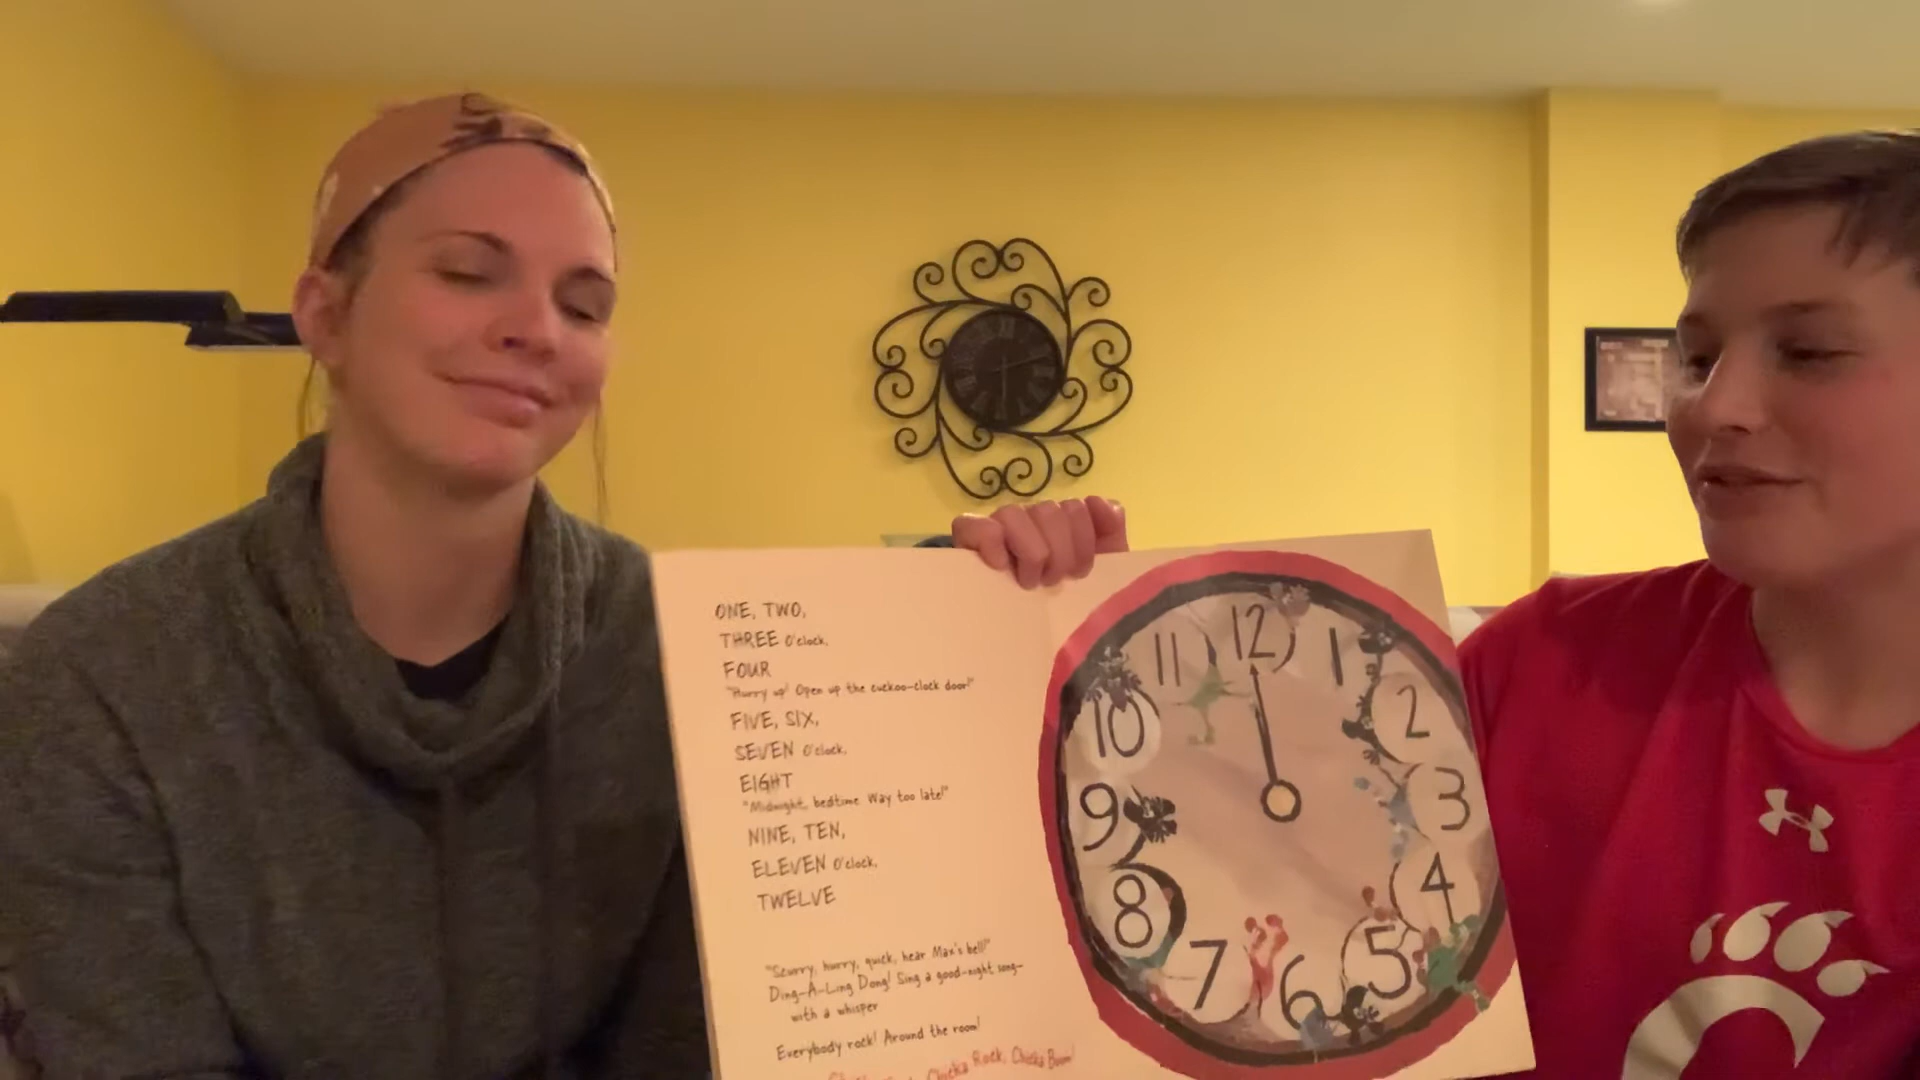 ONE, TWO,
THREE O'clock,
FOUR
"Hurry up! Open up the cuckoo-clock door!"
FIVE, SIX,
SEVEN O'clock,
EIGHT
"Midnight, bedtime Way too late!"
NINE, TEN,
ELEVEN O'clock,
TWELVE
"Scurry, hurry, quick, hear Max's bell!"
Ding-A-Ling Dong! Sing a good-night song-
with a whisper
Everybody rock! Around the room!
Chicka Rock, Chicka Boom!
12
1
2
3
4
5
6
7
8
9
10
11